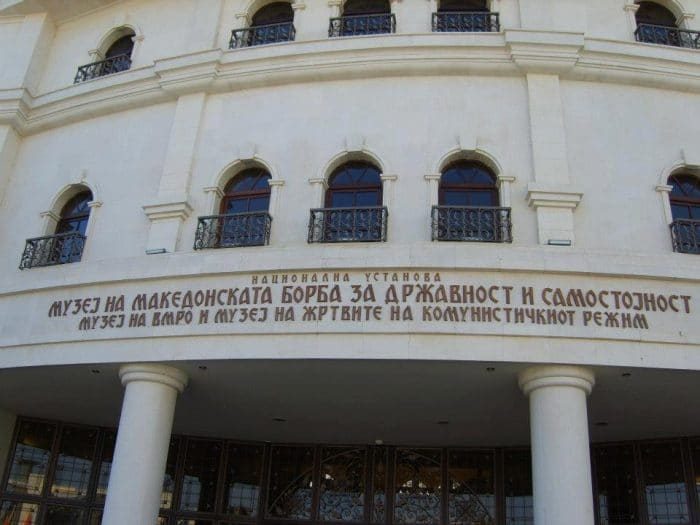 НАЦИОНАЛНА УСТАНОВА
МУЗЕЈ НА МАКЕДОНСКАТА БОРБА ЗА ДРЖАВНОСТ И САМОСТОЈНОСТ
МУЗЕЈ НА ВМРО И МУЗЕЈ НА ЖРТВИТЕ НА КОМУНИСТИЧКИОТ РЕЖИМ